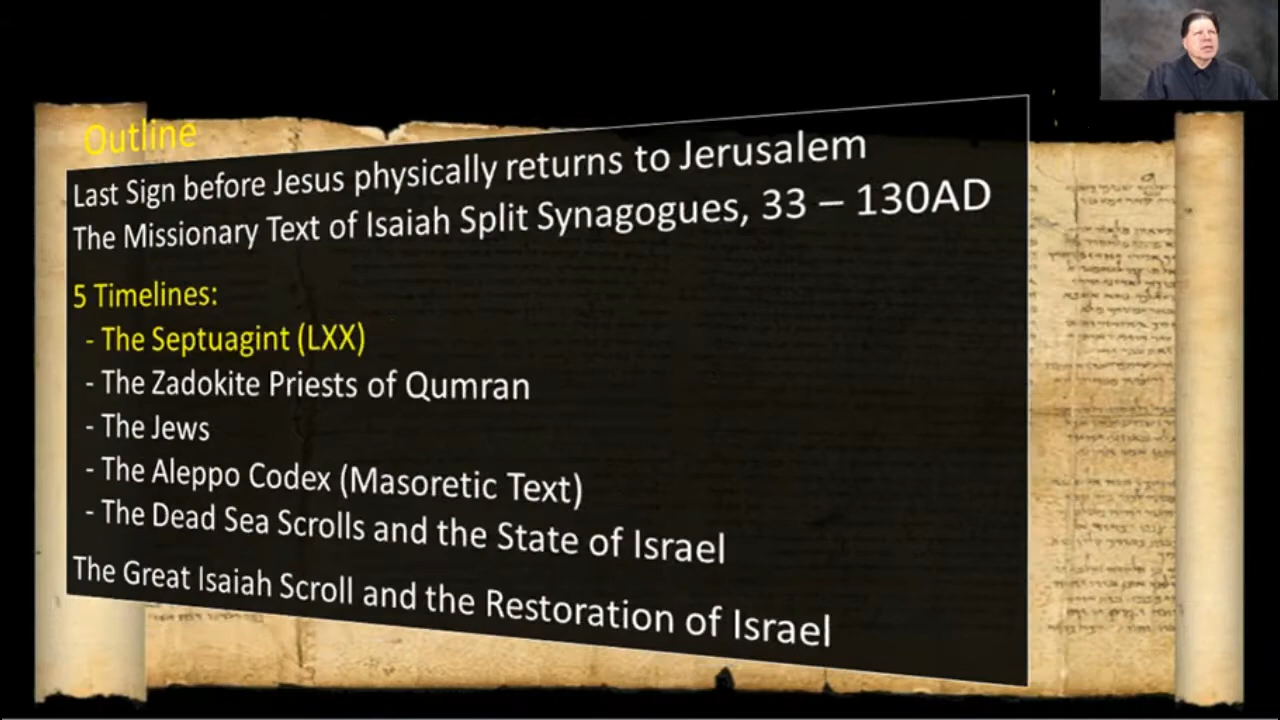 Outline
Last Sign before Jesus physically returns to Jerusalem
The Missionary Text of Isaiah Split Synagogues, 33 – 130AD
5 Timelines:
- The Septuagint (LXX)
- The Zadokite Priests of Qumran
- The Jews
- The Aleppo Codex (Masoretic Text)
- The Dead Sea Scrolls and the State of Israel
The Great Isaiah Scroll and the Restoration of Israel